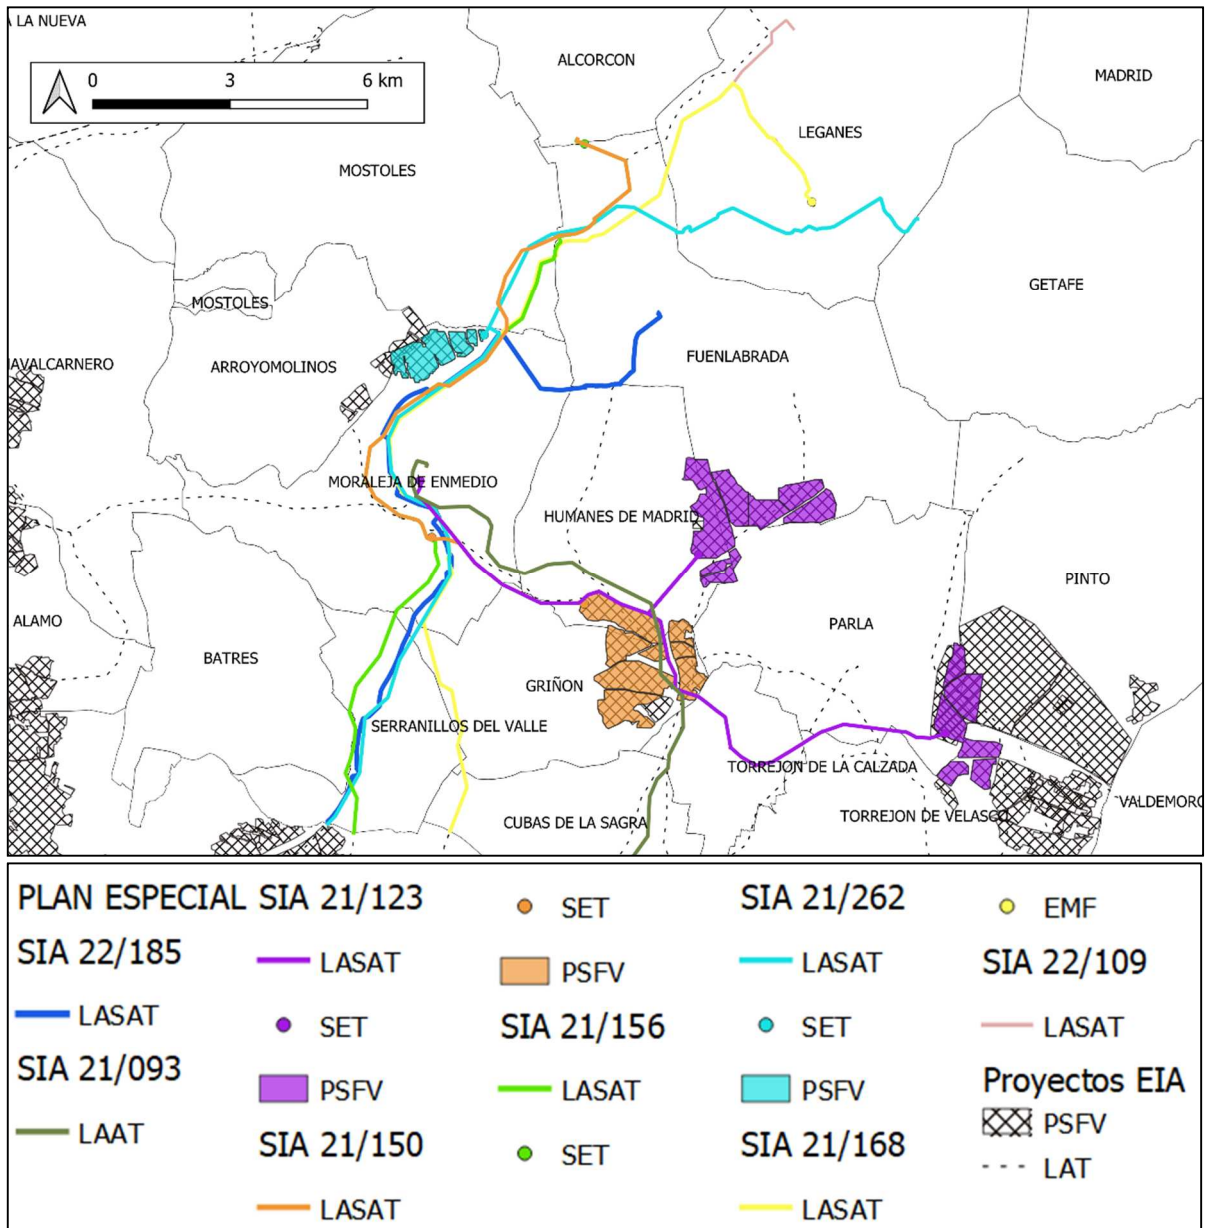 A LA NUEVA
ALCORCON
MADRID
0 3 6 km
LEGANES
MOSTOLES
GETAFE
MOSTOLES
NAVALCARNERO
ARROYOMOLINOS
FUENLABRADA
MORALEJA DE ENMEDIO
HUMANES DE MADRID
PINTO
ALAMO
PARLA
BATRES
GRIÑON
SERRANILLOS DEL VALLE
TORREJON DE LA CALZADA
CUBAS DE LA SAGRA
TORREJON DE VELASCO
VALDEMORO
PLAN ESPECIAL
SIA 22/185
LASAT
SIA 21/093
LAAT
SIA 21/123
LASAT
SET
PSFV
SIA 21/150
LASAT
SET
PSFV
SIA 21/156
LASAT
SET
SIA 21/262
LASAT
SET
PSFV
SIA 21/168
LASAT
EMF
SIA 22/109
LASAT
Proyectos EIA
PSFV
LAT